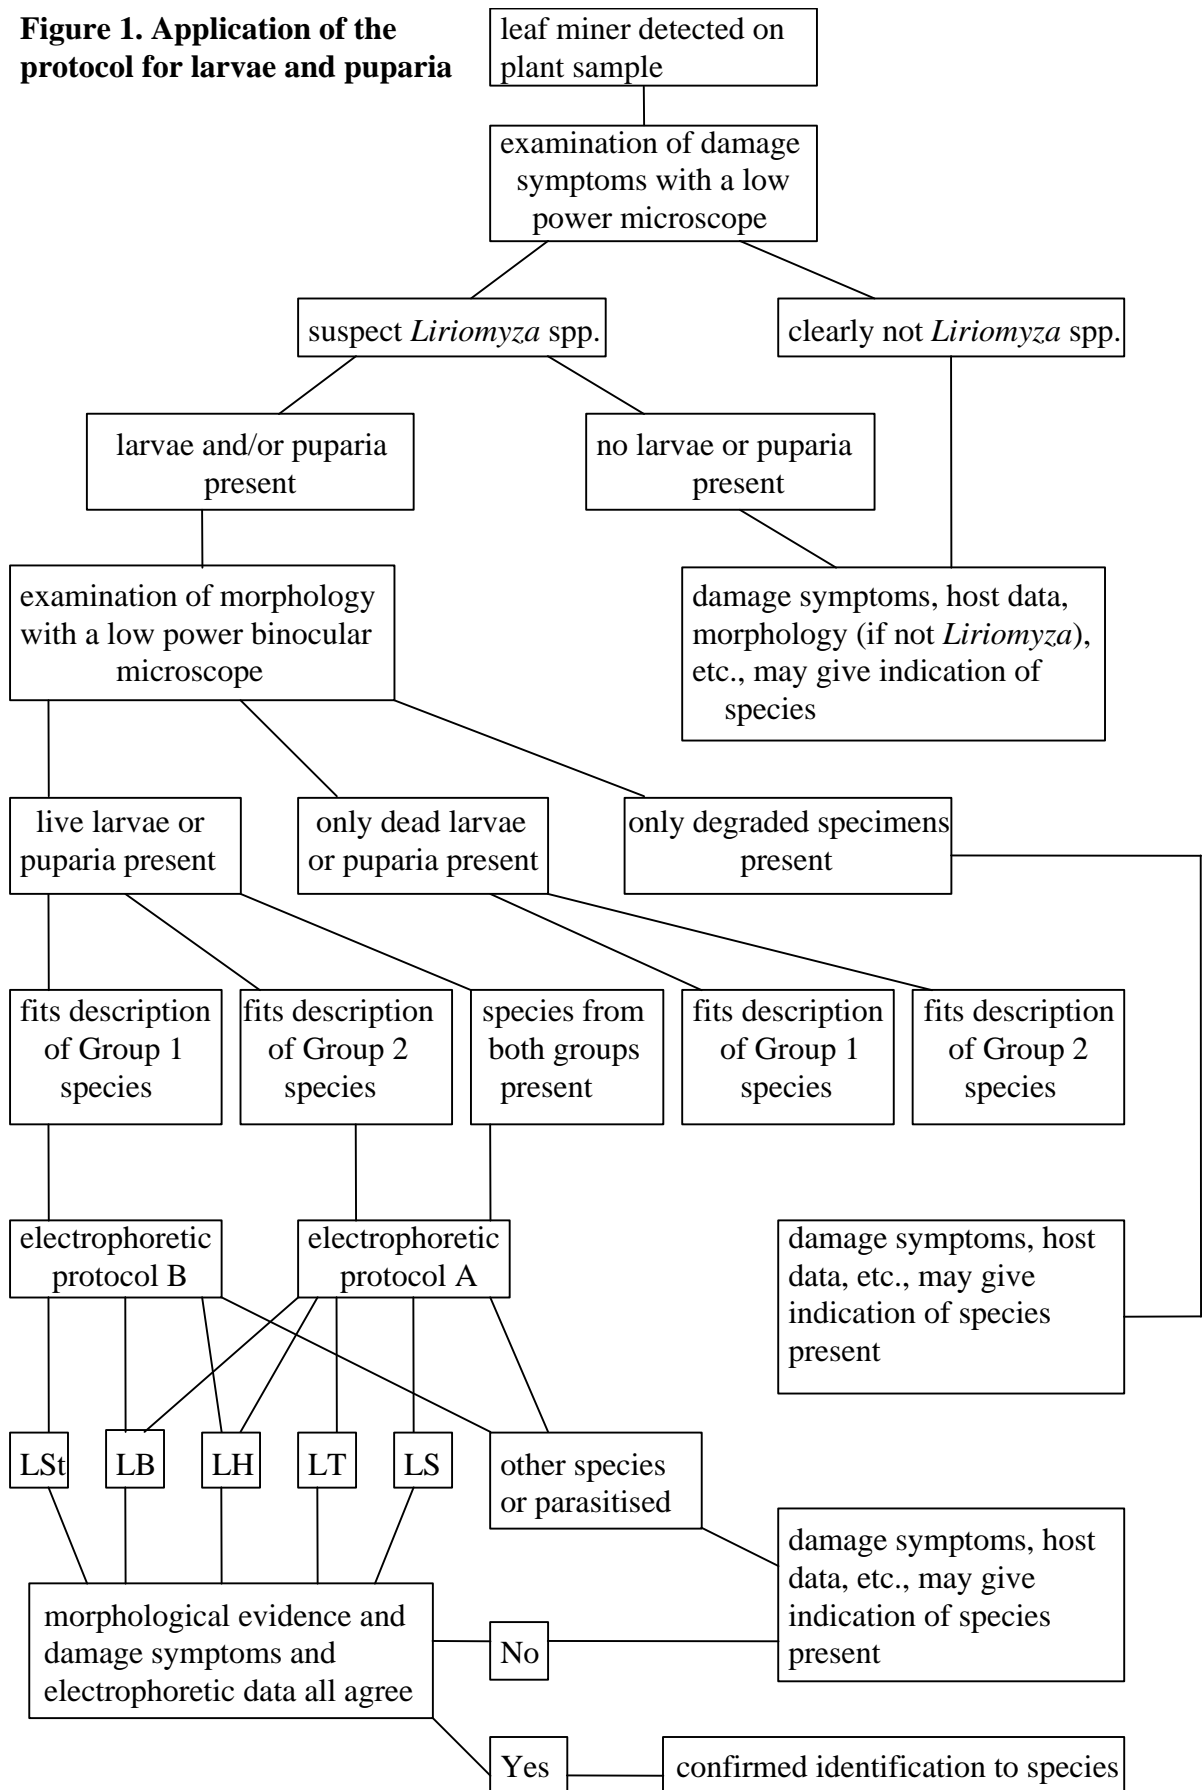 Figure 1. Application of the
protocol for larvae and puparia
leaf miner detected on
plant sample
examination of damage
symptoms with a low
power microscope
suspect Liriomyza spp.
clearly not Liriomyza spp.
larvae and/or puparia
present
no larvae or puparia
present
examination of morphology
with a low power binocular
microscope
damage symptoms, host data,
morphology (if not Liriomyza),
etc., may give indication of
species
live larvae or
puparia present
only dead larvae
or puparia present
only degraded specimens
present
fits description
of Group 1
species
fits description
of Group 2
species
species from
both groups
present
fits description
of Group 1
species
fits description
of Group 2
species
electrophoretic
protocol B
electrophoretic
protocol A
damage symptoms, host
data, etc., may give
indication of species
present
LSt
LB
LH
LT
LS
other species
or parasitised
damage symptoms, host
data, etc., may give
indication of species
present
morphological evidence and
damage symptoms and
electrophoretic data all agree
No
Yes
confirmed identification to species